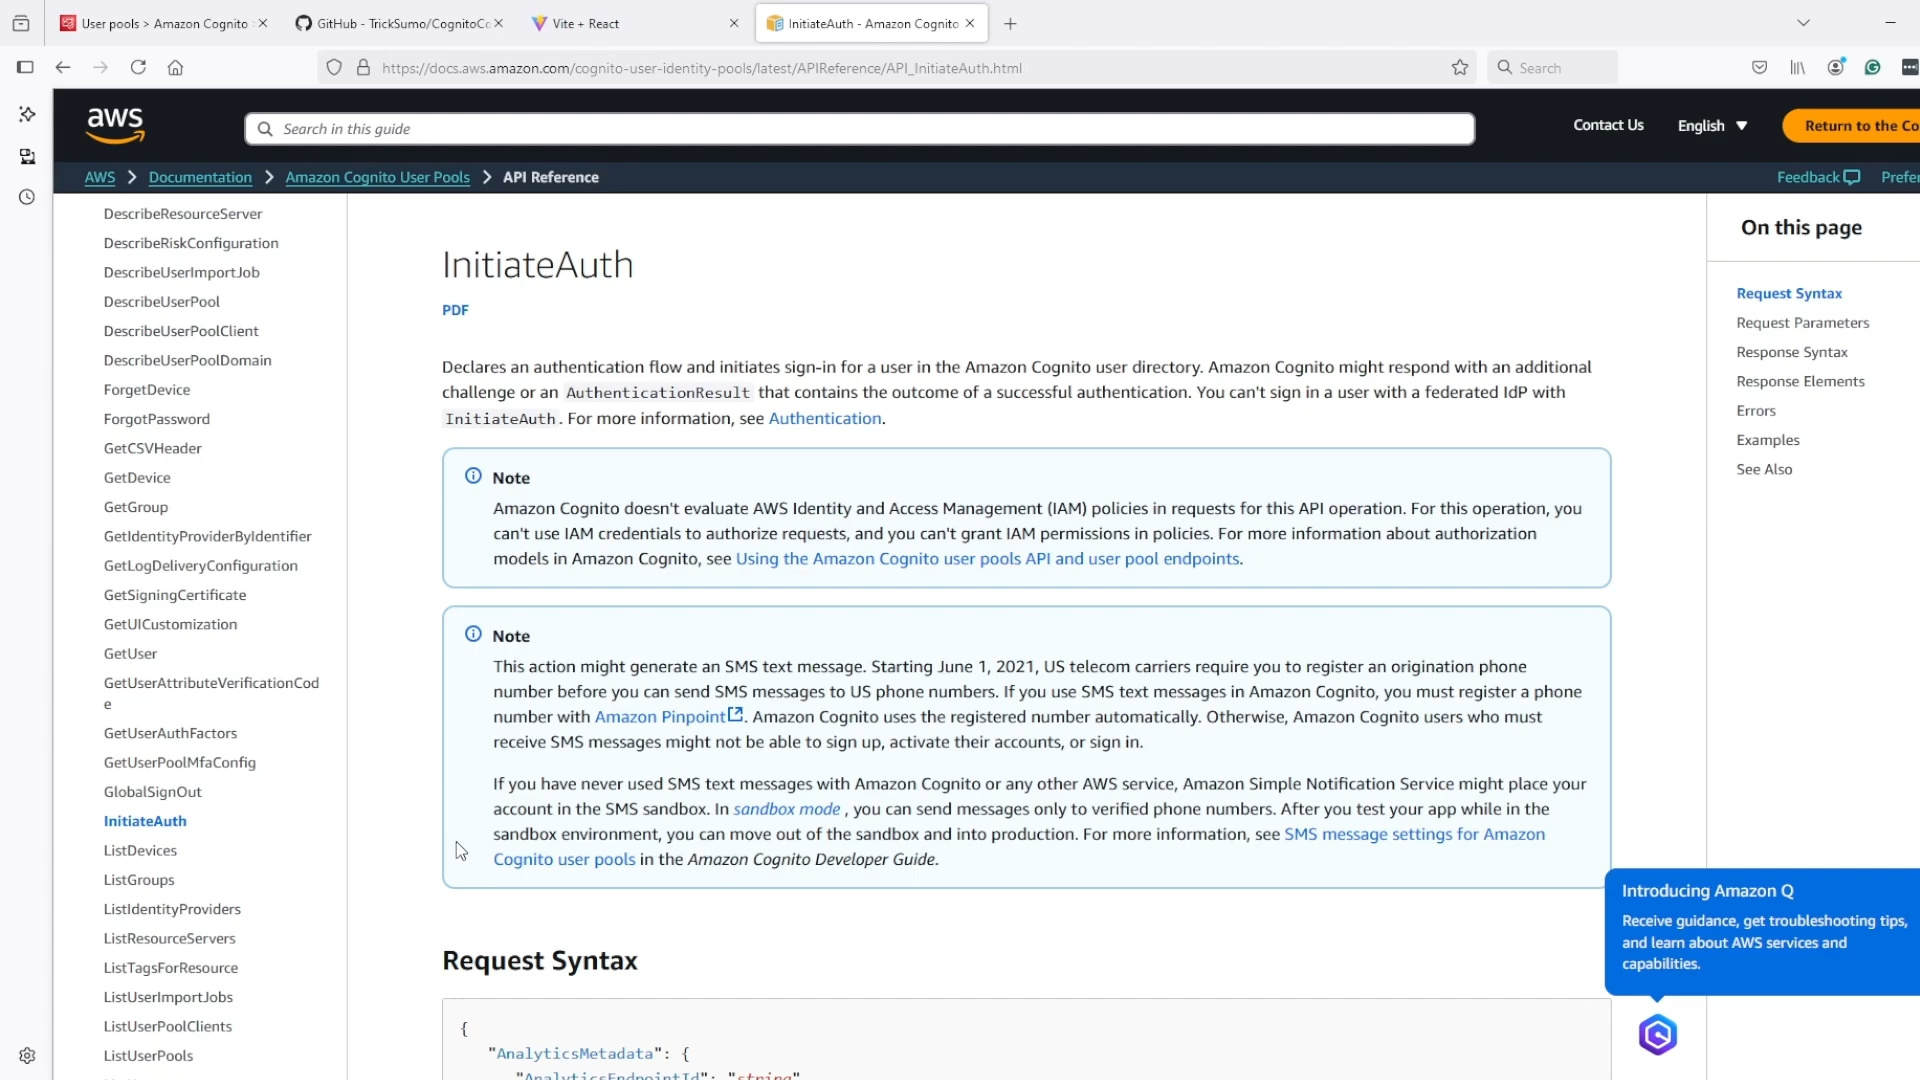 User pools > Amazon Cognito
GitHub - TrickSumo/CognitoCo
Vite + React
InitiateAuth - Amazon Cognito
https://docs.aws.amazon.com/cognito-user-identity-pools/latest/APIReference/API_InitiateAuth.html
Search
aws
Search in this guide
Contact Us
English
Return to the Co
AWS > Documentation > Amazon Cognito User Pools > API Reference
Feedback
Prefer
DescribeResourceServer
DescribeRiskConfiguration
DescribeUserImportJob
DescribeUserPool
DescribeUserPoolClient
DescribeUserPoolDomain
ForgetDevice
ForgotPassword
GetCSVHeader
GetDevice
GetGroup
GetIdentityProviderByIdentifier
GetLogDeliveryConfiguration
GetSigningCertificate
GetUICustomization
GetUser
GetUserAttributeVerificationCod
e
GetUserAuthFactors
GetUserPoolMfaConfig
GlobalSignOut
InitiateAuth
ListDevices
ListGroups
ListIdentityProviders
ListResourceServers
ListTagsForResource
ListUserImportJobs
ListUserPoolClients
ListUserPools
InitiateAuth
PDF
Declares an authentication flow and initiates sign-in for a user in the Amazon Cognito user directory. Amazon Cognito might respond with an additional
challenge or an AuthenticationResult that contains the outcome of a successful authentication. You can't sign in a user with a federated IdP with
InitiateAuth. For more information, see Authentication.
Note
Amazon Cognito doesn't evaluate AWS Identity and Access Management (IAM) policies in requests for this API operation. For this operation, you
can't use IAM credentials to authorize requests, and you can't grant IAM permissions in policies. For more information about authorization
models in Amazon Cognito, see Using the Amazon Cognito user pools API and user pool endpoints.
Note
This action might generate an SMS text message. Starting June 1, 2021, US telecom carriers require you to register an origination phone
number before you can send SMS messages to US phone numbers. If you use SMS text messages in Amazon Cognito, you must register a phone
number with Amazon Pinpoint. Amazon Cognito uses the registered number automatically. Otherwise, Amazon Cognito users who must
receive SMS messages might not be able to sign up, activate their accounts, or sign in.
If you have never used SMS text messages with Amazon Cognito or any other AWS service, Amazon Simple Notification Service might place your
account in the SMS sandbox. In sandbox mode , you can send messages only to verified phone numbers. After you test your app while in the
sandbox environment, you can move out of the sandbox and into production. For more information, see SMS message settings for Amazon
Cognito user pools in the Amazon Cognito Developer Guide.
Request Syntax
{
"AnalyticsMetadata": {
"AnalyticsEndpointId": "string"
On this page
Request Syntax
Request Parameters
Response Syntax
Response Elements
Errors
Examples
See Also
Introducing Amazon Q
Receive guidance, get troubleshooting tips,
and learn about AWS services and
capabilities.